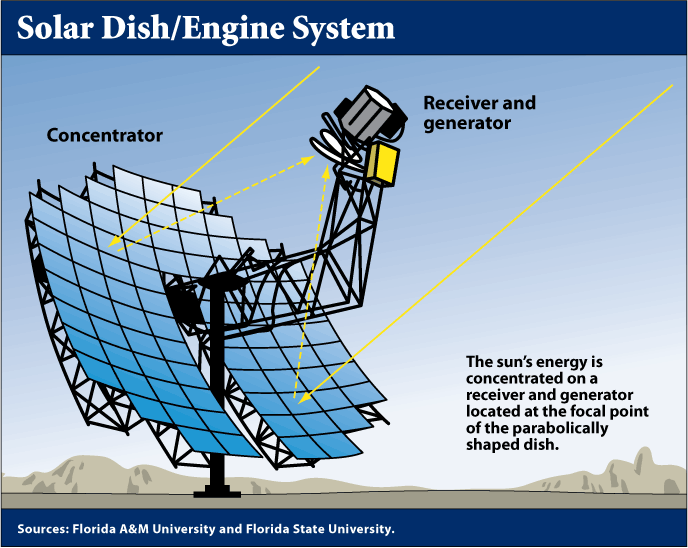 Solar Dish/Engine System
Concentrator
Receiver and
generator
The sun’s energy is
concentrated on a
receiver and generator
located at the focal point
of the parabolically
shaped dish.
Sources: Florida A&M University and Florida State University.